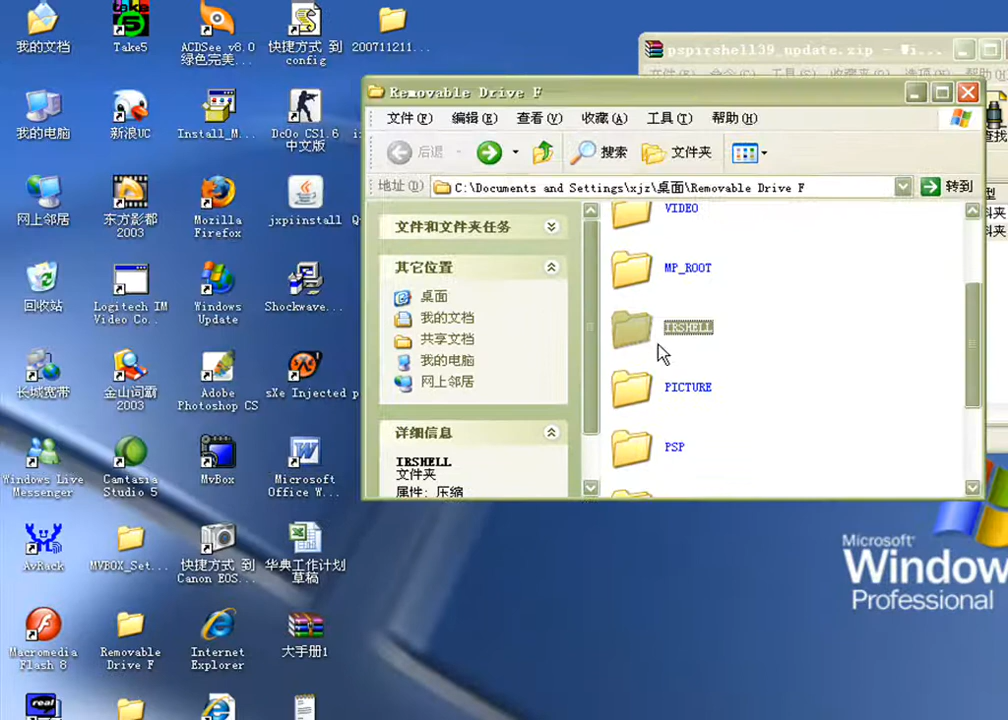 我的文档
Take5
ACDSee v8.0
绿色完美...
快捷方式 到
config
200711211...
我的电脑
新浪UC
Install_M...
DcOo CS1.6
中文版
网上邻居
东方影都
2003
Mozilla
Firefox
jxpiinstall
回收站
Logitech IM
Video Co...
Windows
Update
Shockwave...
长城宽带
金山词霸
2003
Adobe
Photoshop CS
sXe Injected
Windows Live
Messenger
Camtasia
Studio 5
MvBox
Microsoft
Office W...
AvRack
MVBOX_Set...
快捷方式 到
Canon EOS...
华典工作计划
草稿
Macromedia
Flash 8
Removable
Drive F
Internet
Explorer
大手册1
real
pspirshell39_update.zip - Wi...
Removable Drive F
文件(F) 编辑(E) 查看(V) 收藏(A) 工具(T) 帮助(H)
后退 搜索 文件夹
地址(D) C:\Documents and Settings\xjz\桌面\Removable Drive F 转到
文件和文件夹任务
其它位置
桌面
我的文档
共享文档
我的电脑
网上邻居
详细信息
IRSHELL
文件夹
属性: 压缩
VIDEO
MP_ROOT
IRSHELL
PICTURE
PSP
Microsoft
Window
Professional